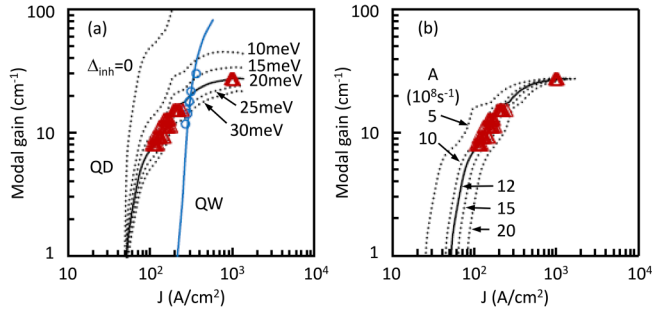 (a)
Δinh=0
10meV
15meV
20meV
25meV
30meV
QD
QW
Modal gain (cm⁻¹)
100
10
1
10
10²
10³
10⁴
J (A/cm²)
(b)
A
(10⁸s⁻¹)
5
10
12
15
20
Modal gain (cm⁻¹)
100
10
1
10
10²
10³
10⁴
J (A/cm²)